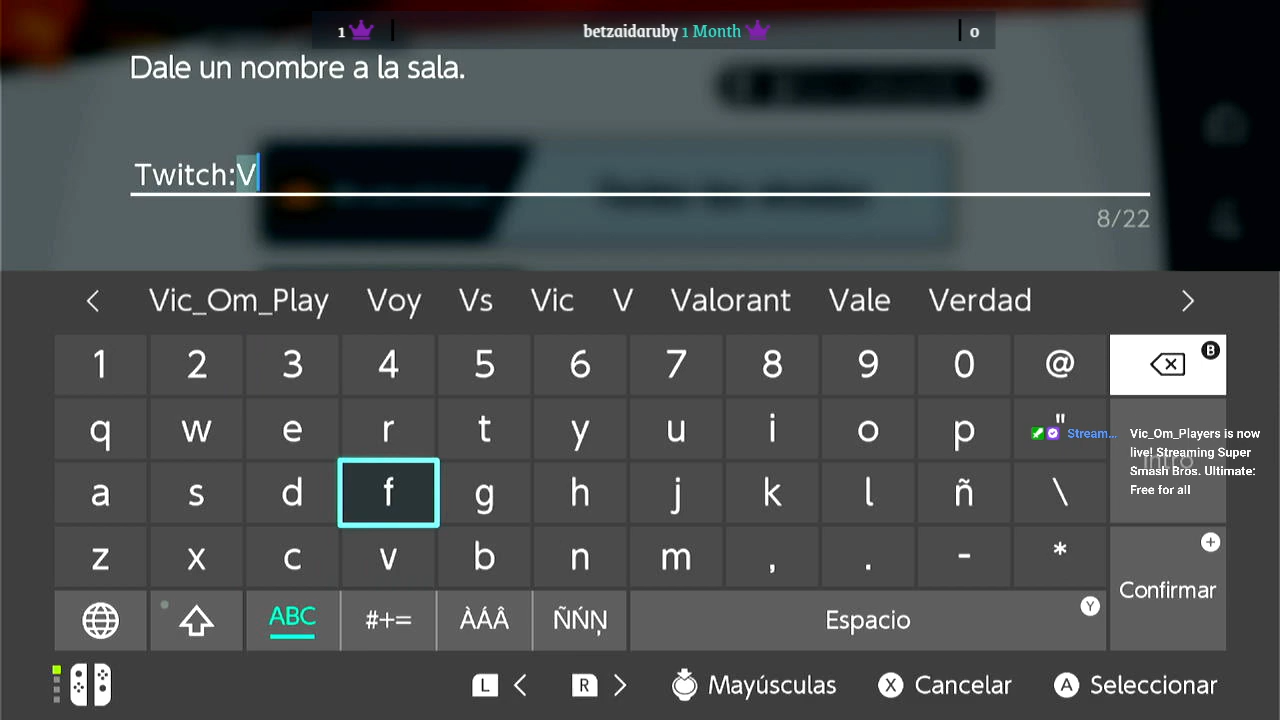 1 betzaidaruby 1 Month 0
Dale un nombre a la sala.
Twitch:V
8/22
Vic_Om_Play Voy Vs Vic V Valorant Vale Verdad
1 2 3 4 5 6 7 8 9 0 @ B
q w e r t y u i o p "
Stream...
Vic_Om_Players is now
live! Streaming Super
Smash Bros. Ultimate:
Free for all
Intro
a s d f g h j k l ñ \
z x c v b n m , . - *
+ Confirmar
ABC #+= ÀÁÂ ÑŃŅ Espacio Y
L R Mayúsculas X Cancelar A Seleccionar